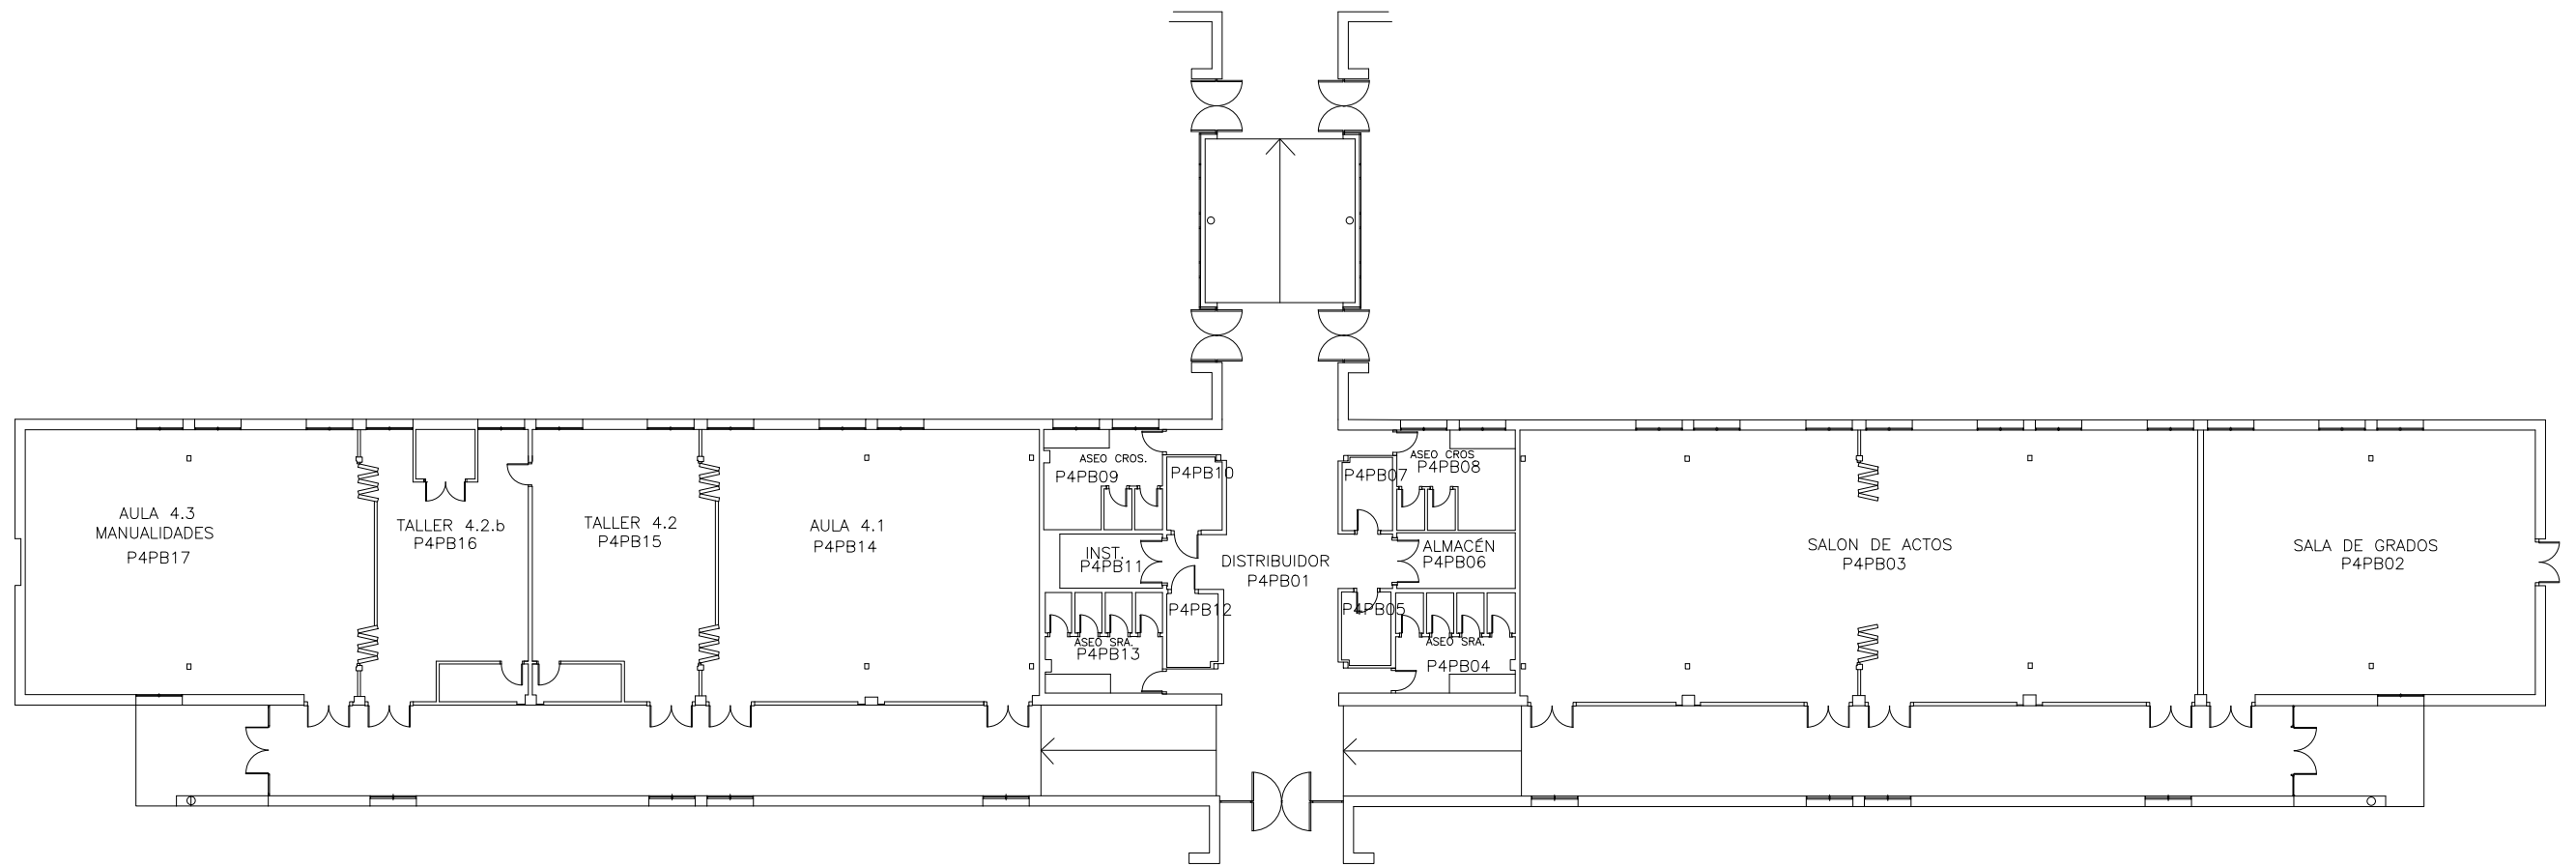 AULA 4.3
MANUALIDADES
P4PB17
TALLER 4.2.b
P4PB16
TALLER 4.2
P4PB15
AULA 4.1
P4PB14
ASEO CROS.
P4PB09
P4PB10
INST.
P4PB11
P4PB12
ASEO SRA.
P4PB13
DISTRIBUIDOR
P4PB01
P4PB07
ASEO CROS
P4PB08
ALMACÉN
P4PB06
P4PB05
ASEO SRA.
P4PB04
SALON DE ACTOS
P4PB03
SALA DE GRADOS
P4PB02